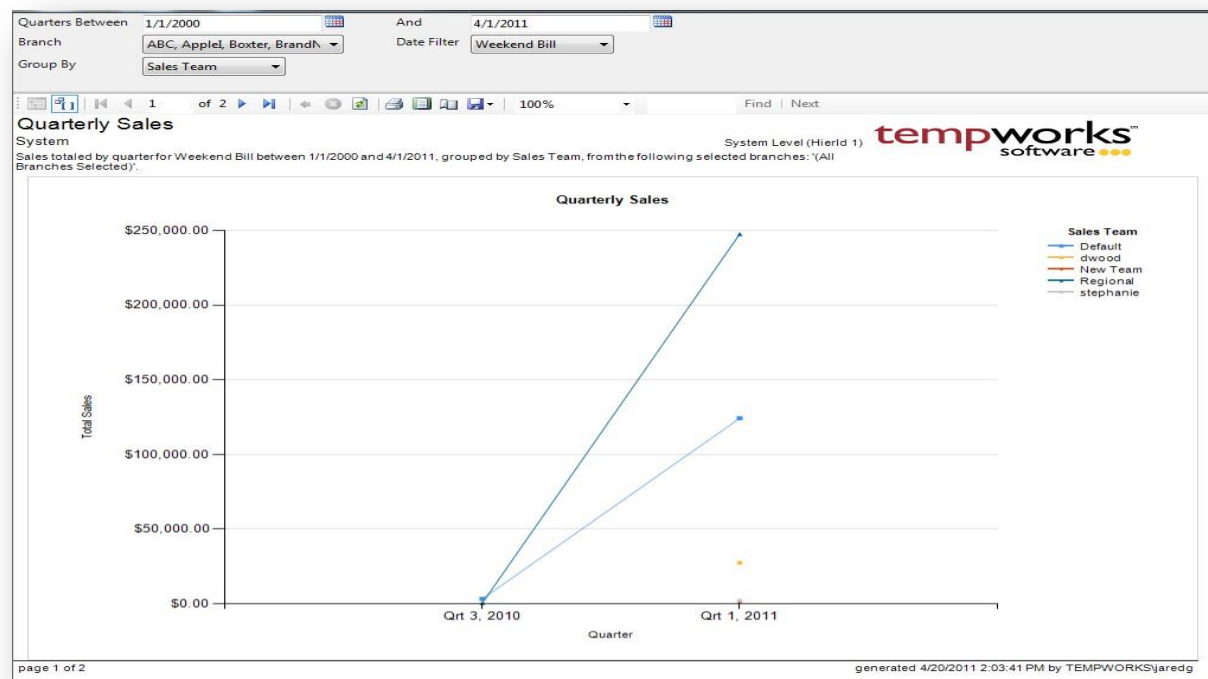 Quarters Between 1/1/2000 And 4/1/2011
Branch ABC, AppleI, Boxter, BrandN Date Filter Weekend Bill
Group By Sales Team
1 of 2 100% Find | Next
Quarterly Sales
System
System Level (HierId 1)
tempworks™
software
Sales totaled by quarter for Weekend Bill between 1/1/2000 and 4/1/2011, grouped by Sales Team, from the following selected branches: '(All
Branches Selected)'.
Quarterly Sales
$250,000.00
$200,000.00
$150,000.00
$100,000.00
$50,000.00
$0.00
Total Sales
Qrt 3, 2010 Qrt 1, 2011
Quarter
Sales Team
Default
dwood
New Team
Regional
stephanie
page 1 of 2
generated 4/20/2011 2:03:41 PM by TEMPWORKS\jaredg